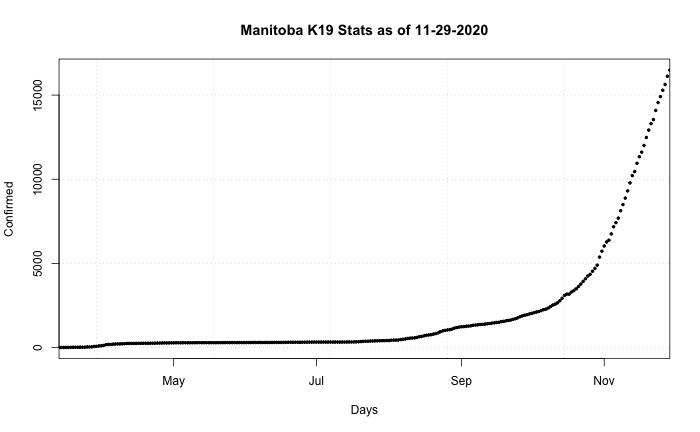 Manitoba K19 Stats as of 11-29-2020
Confirmed
15000
10000
5000
0
May Jul Sep Nov
Days